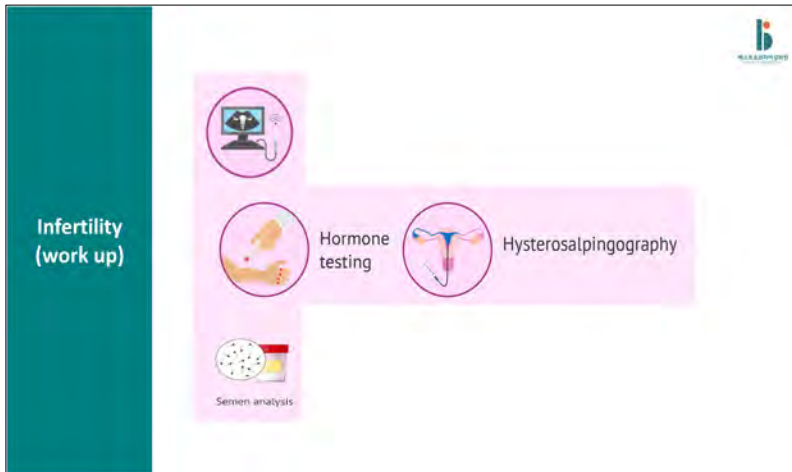 Infertility
(work up)
Hormone
testing
Hysterosalpingography
Semen analysis